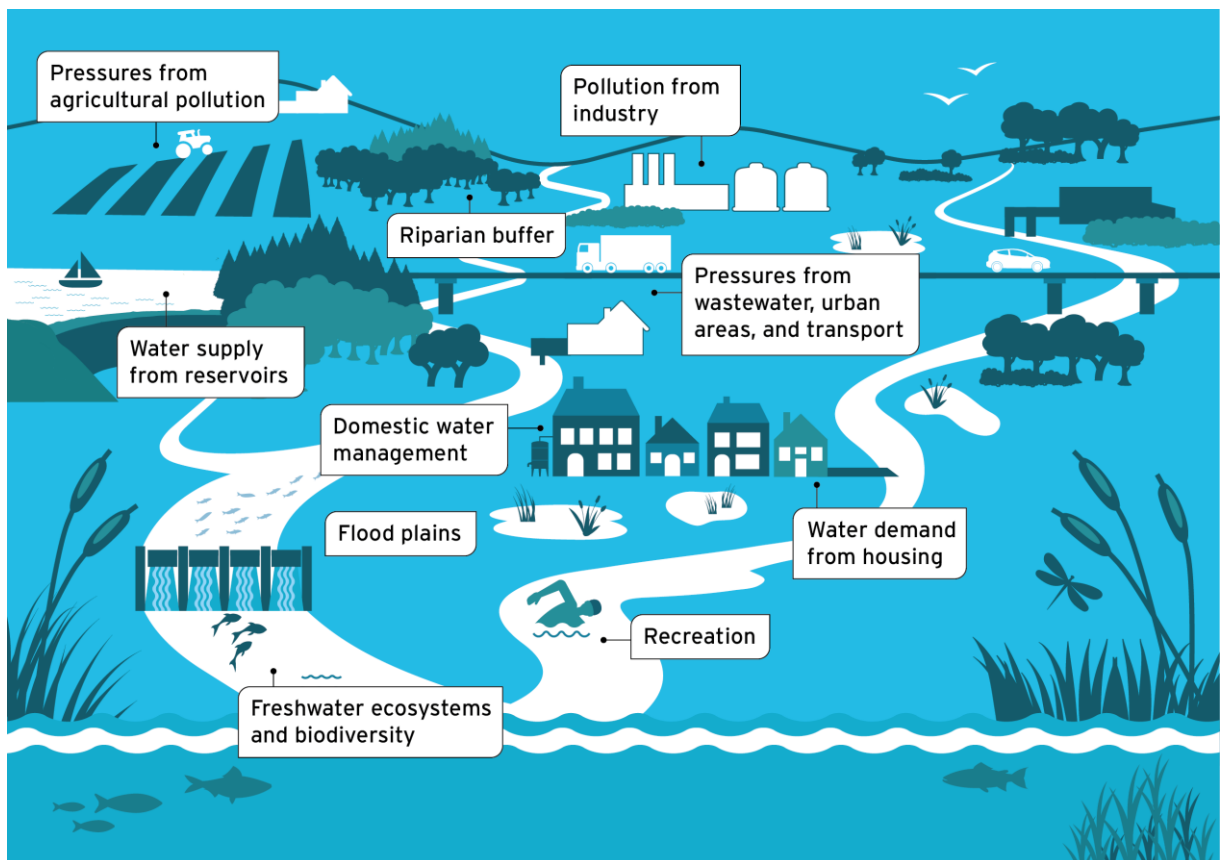 Pressures from
agricultural pollution
Pollution from
industry
Riparian buffer
Pressures from
wastewater, urban
areas, and transport
Water supply
from reservoirs
Domestic water
management
Flood plains
Water demand
from housing
Recreation
Freshwater ecosystems
and biodiversity